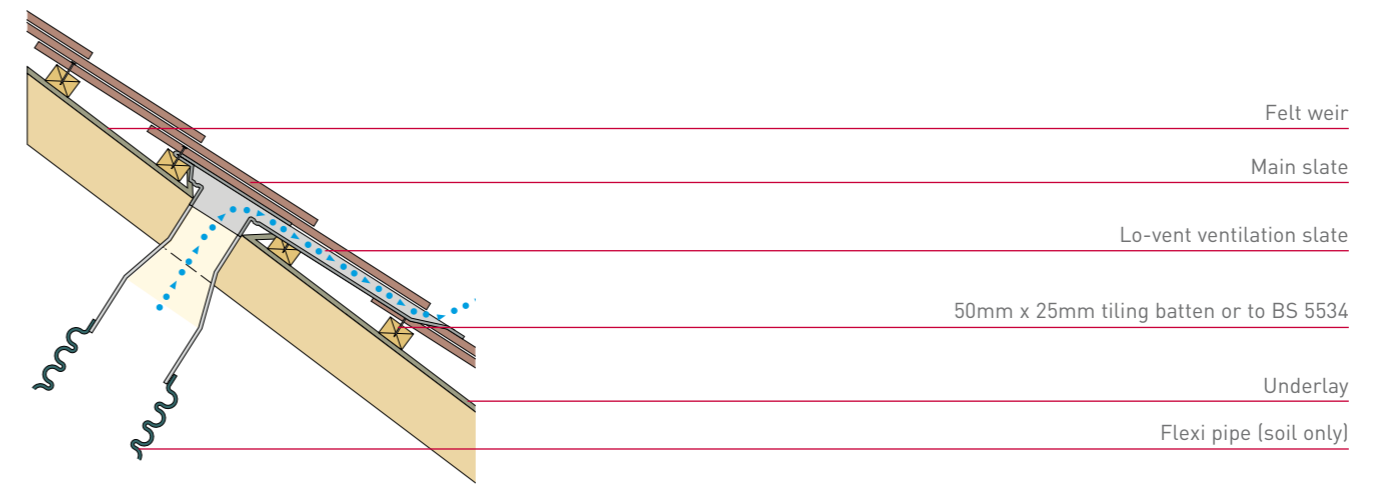 Felt weir
Main slate
Lo-vent ventilation slate
50mm x 25mm tiling batten or to BS 5534
Underlay
Flexi pipe (soil only)